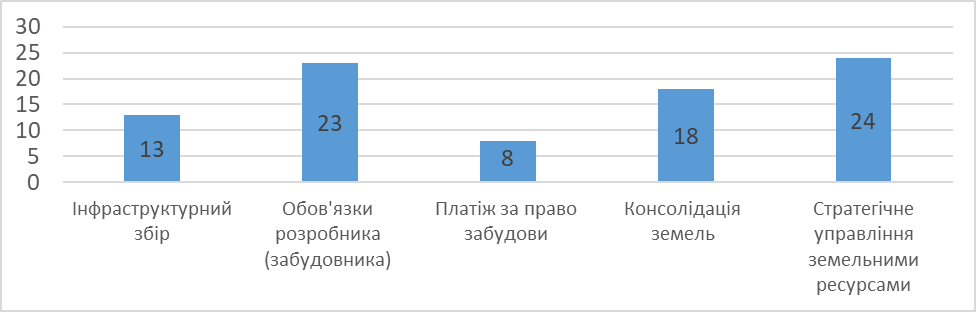 30
25
20
15
10
5
0
13
23
8
18
24
Інфраструктурний
збір
Обов'язки
розробника
(забудовника)
Платіж за право
забудови
Консолідація
земель
Стратегічне
управління
земельними
ресурсами